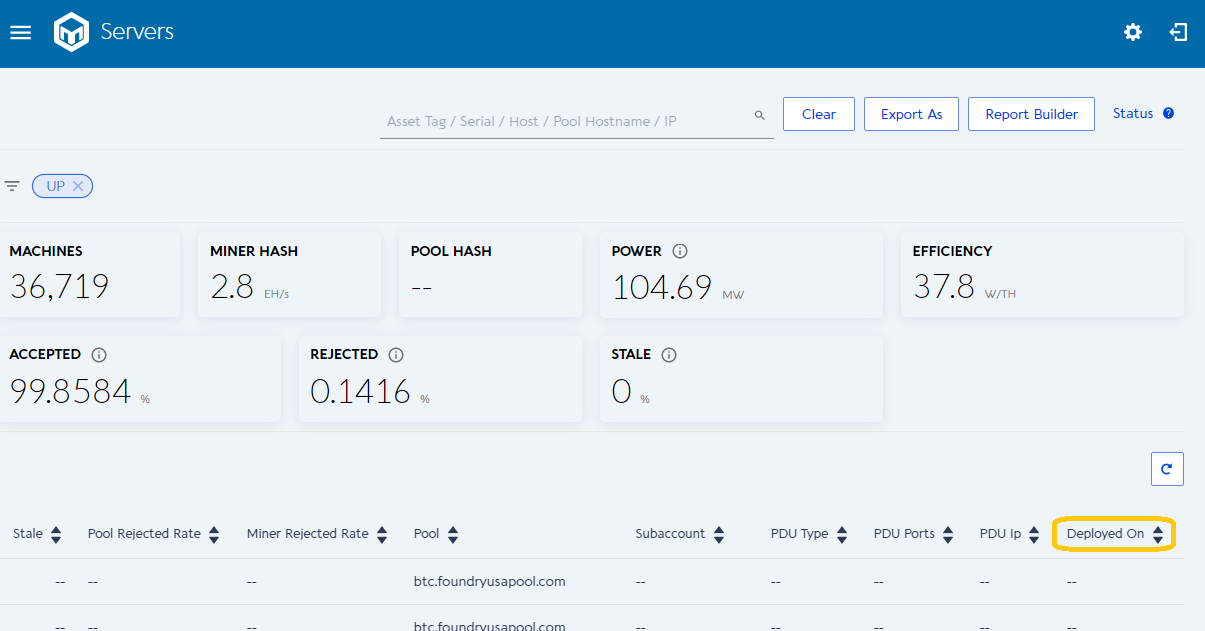 Servers
Asset Tag / Serial / Host / Pool Hostname / IP
Clear
Export As
Report Builder
Status
UP
MACHINES
36,719
MINER HASH
2.8 EH/s
POOL HASH
--
POWER
104.69 MW
EFFICIENCY
37.8 W/TH
ACCEPTED
99.8584 %
REJECTED
0.1416 %
STALE
0 %
Stale Pool Rejected Rate Miner Rejected Rate Pool Subaccount PDU Type PDU Ports PDU Ip Deployed On
-- -- -- btc.foundryusapool.com -- -- -- -- --
-- -- -- btc.foundryusapool.com -- -- -- -- --